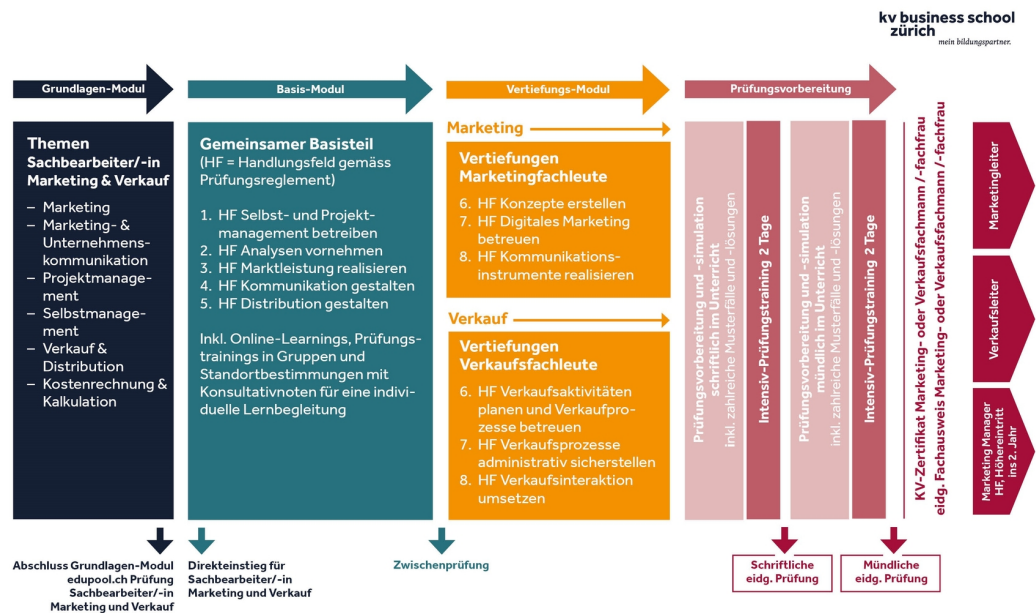 kv business school
zürich
mein bildungspartner.
Grundlagen-Modul
Basis-Modul
Vertiefungs-Modul
Prüfungsvorbereitung
Themen
Sachbearbeiter/-in
Marketing & Verkauf
– Marketing
– Marketing- &
Unternehmens-
kommunikation
– Projektmanage-
ment
– Selbstmanage-
ment
– Verkauf &
Distribution
– Kostenrechnung &
Kalkulation
Gemeinsamer Basisteil
(HF = Handlungsfeld gemäss
Prüfungsreglement)
1. HF Selbst- und Projekt-
management betreiben
2. HF Analysen vornehmen
3. HF Marktleistung realisieren
4. HF Kommunikation gestalten
5. HF Distribution gestalten
Inkl. Online-Learnings, Prüfungs-
trainings in Gruppen und
Standortbestimmungen mit
Konsultativnoten für eine indivi-
duelle Lernbegleitung
Marketing
Vertiefungen
Marketingfachleute
6. HF Konzepte erstellen
7. HF Digitales Marketing
betreuen
8. HF Kommunikations-
instrumente realisieren
Verkauf
Vertiefungen
Verkaufsfachleute
6. HF Verkaufsaktivitäten
planen und Verkaufpro-
zesse betreuen
7. HF Verkaufsprozesse
administrativ sicherstellen
8. HF Verkaufsinteraktion
umsetzen
Prüfungsvorbereitung und -simulation
schriftlich im Unterricht
inkl. zahlreiche Musterfälle und -lösungen
Intensiv-Prüfungstraining 2 Tage
Prüfungsvorbereitung und -simulation
mündlich im Unterricht
inkl. zahlreiche Musterfälle und -lösungen
Intensiv-Prüfungstraining 2 Tage
KV-Zertifikat Marketing- oder Verkaufsfachmann /-fachfrau
eidg. Fachausweis Marketing- oder Verkaufsfachmann /-fachfrau
Marketingleiter
Verkaufsleiter
Marketing Manager
HF, Höhereintritt
ins 2. Jahr
Abschluss Grundlagen-Modul
edupool.ch Prüfung
Sachbearbeiter/-in
Marketing und Verkauf
Direkteinstieg für
Sachbearbeiter/-in
Marketing und Verkauf
Zwischenprüfung
Schriftliche
eidg. Prüfung
Mündliche
eidg. Prüfung